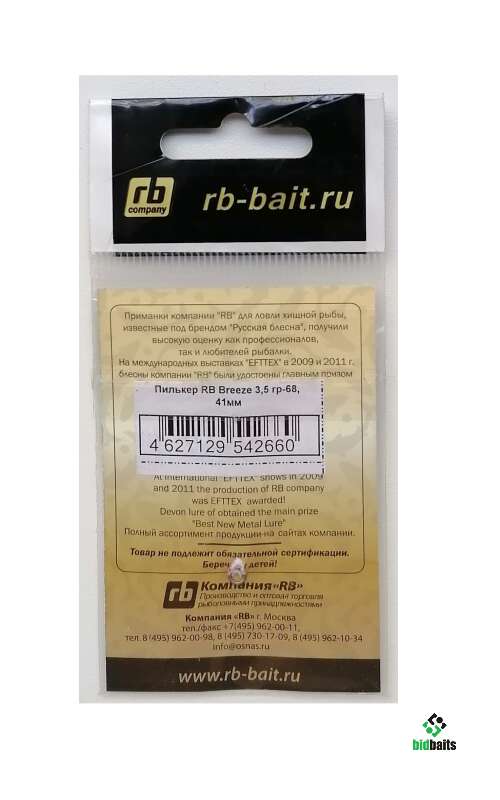 rb
company
rb-bait.ru
Приманки компании "RB" для ловли хищной рыбы,
известные под брендом "Русская блесна", получили
высокую оценку как профессионалов,
так и любителей рыбалки.
На международных выставках "EFTTEX" в 2009 и 2011 г.
блесны компании "RB" были удостоены главным призом
Пилькер RB Breeze 3,5 гр-68,
41мм
4 627129 542660
At international "EFTTEX" shows in 2009
and 2011 the production of RB company
was EFTTEX awarded!
Devon lure of obtained the main prize
"Best New Metal Lure"
Полный ассортимент продукции на сайтах компании.
Товар не подлежит обязательной сертификации.
Береч детей!
rb
Компания «RB»
Производство и оптовая торговля
рыболовными принадлежностями
Компания «RB» г. Москва
тел./факс +7(495) 962-00-11,
тел. 8 (495) 962-00-98, 8 (495) 730-17-09, 8 (495) 962-10-34
info@osnas.ru
www.rb-bait.ru
bidbaits